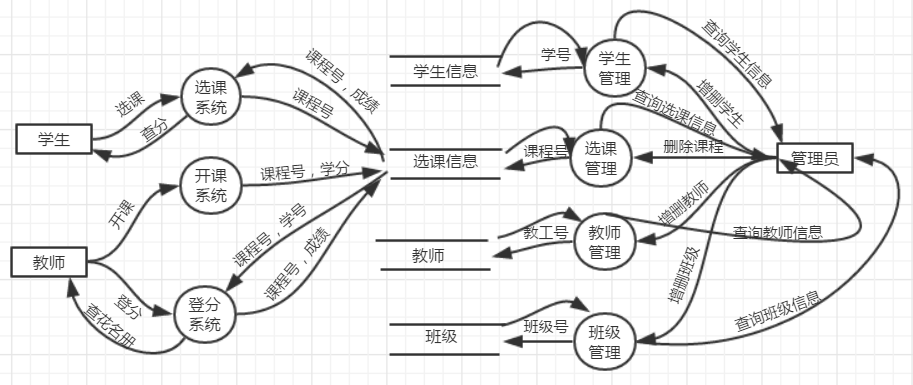 查询学生信息
学号
学生
管理
学生信息
课程号，成绩
选课
系统
选课
课程号
增删学生
查询选课信息
学生
查分
选课信息
课程号
选课
管理
删除课程
管理员
开课
系统
课程号，学分
开课
课程号，学号
增删教师
教工号
教师
管理
查询教师信息
教师
教师
课程号，成绩
增删班级
登分
登分
系统
查花名册
班级
班级号
班级
管理
查询班级信息